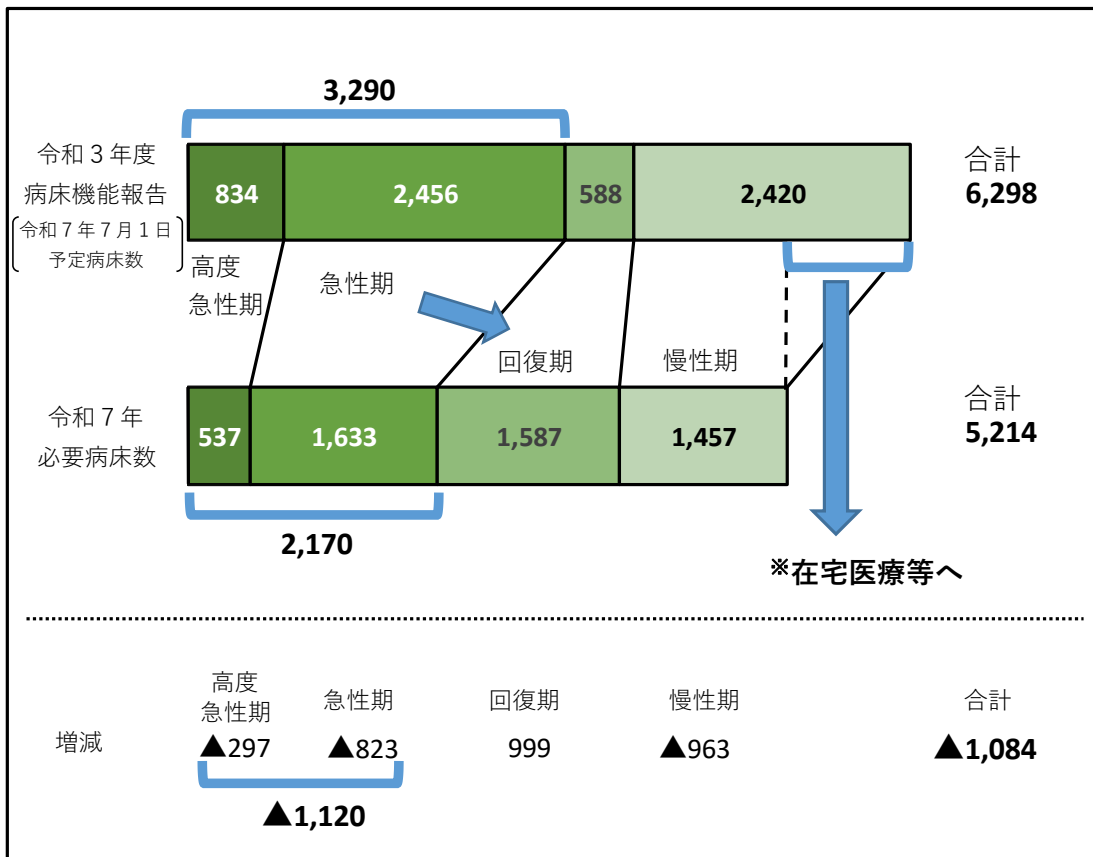 3,290
令和３年度
病床機能報告
令和７年７月１日
予定病床数
834
2,456
588
2,420
合計
6,298
高度
急性期
急性期
回復期
慢性期
令和７年
必要病床数
537
1,633
1,587
1,457
合計
5,214
2,170
※在宅医療等へ
高度
急性期
急性期
回復期
慢性期
合計
増減
▲297
▲823
999
▲963
▲1,084
▲1,120